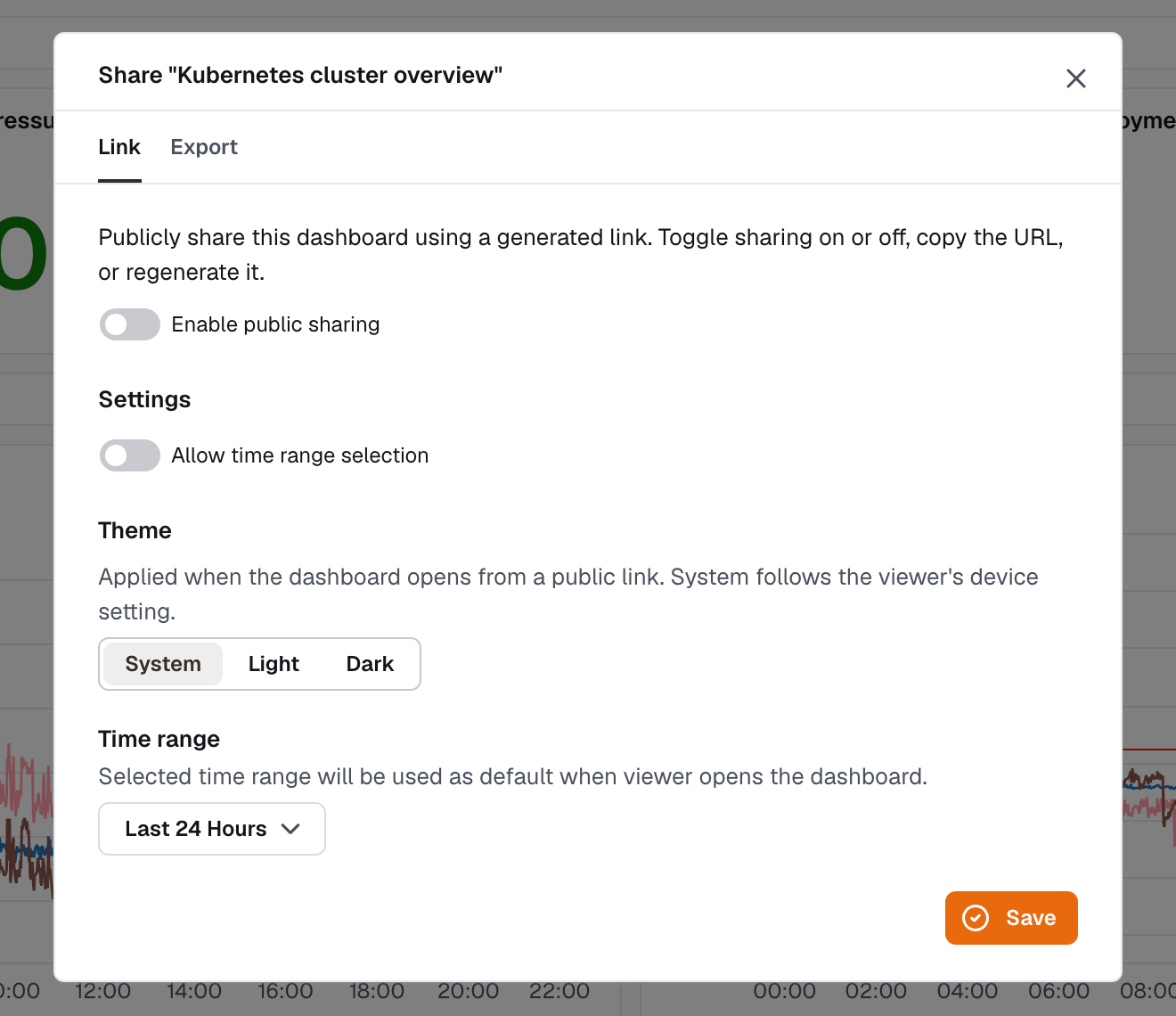 Share "Kubernetes cluster overview"
Link Export
Publicly share this dashboard using a generated link. Toggle sharing on or off, copy the URL,
or regenerate it.
Enable public sharing
Settings
Allow time range selection
Theme
Applied when the dashboard opens from a public link. System follows the viewer's device
setting.
System Light Dark
Time range
Selected time range will be used as default when viewer opens the dashboard.
Last 24 Hours
Save
12:00 14:00 16:00 18:00 20:00 22:00 00:00 02:00 04:00 06:00